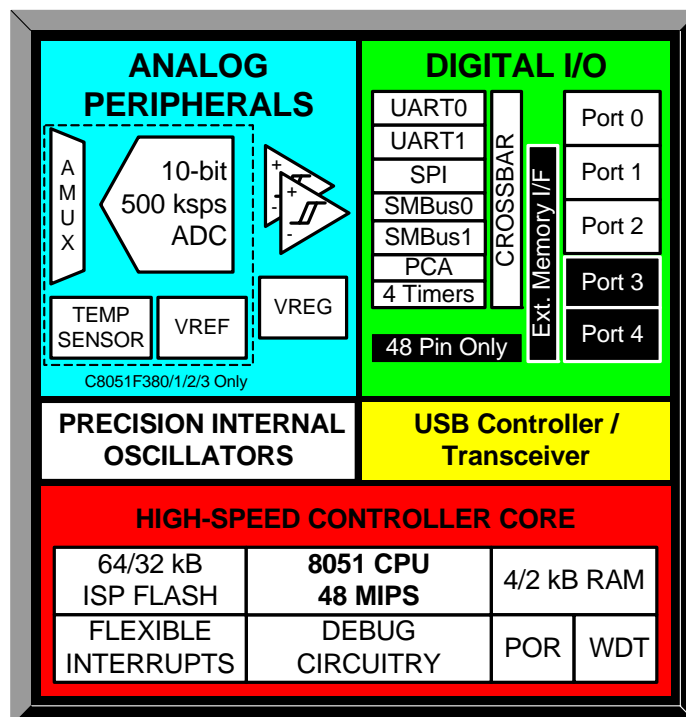 ANALOG
PERIPHERALS
A
M
U
X
10-bit
500 ksps
ADC
+
-
+
-
TEMP
SENSOR
VREF
VREG
C8051F380/1/2/3 Only
DIGITAL I/O
UART0
UART1
SPI
SMBus0
SMBus1
PCA
4 Timers
CROSSBAR
Ext. Memory I/F
Port 0
Port 1
Port 2
Port 3
Port 4
48 Pin Only
PRECISION INTERNAL
OSCILLATORS
USB Controller /
Transceiver
HIGH-SPEED CONTROLLER CORE
64/32 kB
ISP FLASH
8051 CPU
48 MIPS
4/2 kB RAM
FLEXIBLE
INTERRUPTS
DEBUG
CIRCUITRY
POR
WDT